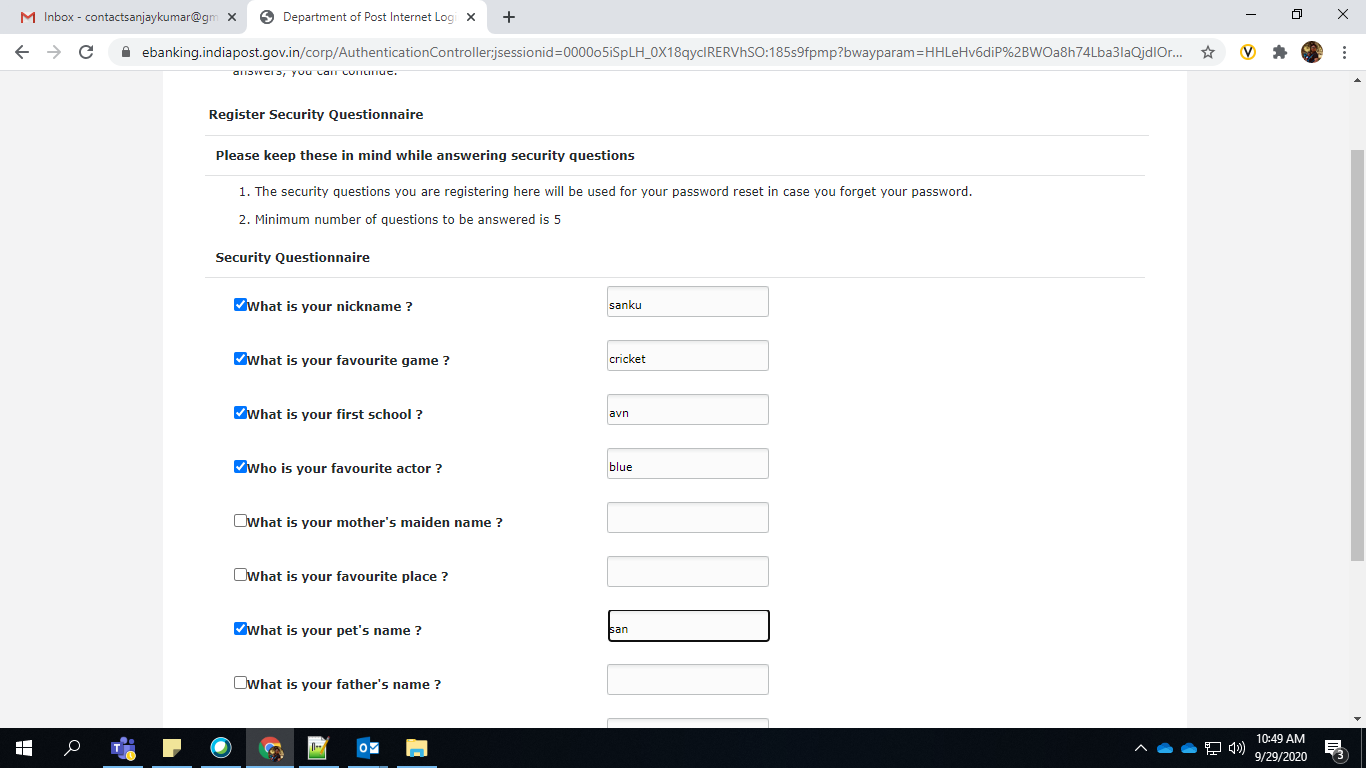 Inbox - contactsanjaykumar@gm
Department of Post Internet Log
ebanking.indiapost.gov.in/corp/AuthenticationController;jsessionid=0000o5iSpLH_0X18qyclRERVhSO:185s9fpmp?bwayparam=HHLeHv6diP%2BWOa8h74Lba3IaQjdIOr...
answers, you can continue.
Register Security Questionnaire
Please keep these in mind while answering security questions
1. The security questions you are registering here will be used for your password reset in case you forget your password.
2. Minimum number of questions to be answered is 5
Security Questionnaire
What is your nickname ? sanku
What is your favourite game ? cricket
What is your first school ? avn
Who is your favourite actor ? blue
What is your mother's maiden name ?
What is your favourite place ?
What is your pet's name ? san
What is your father's name ?
10:49 AM
9/29/2020
3